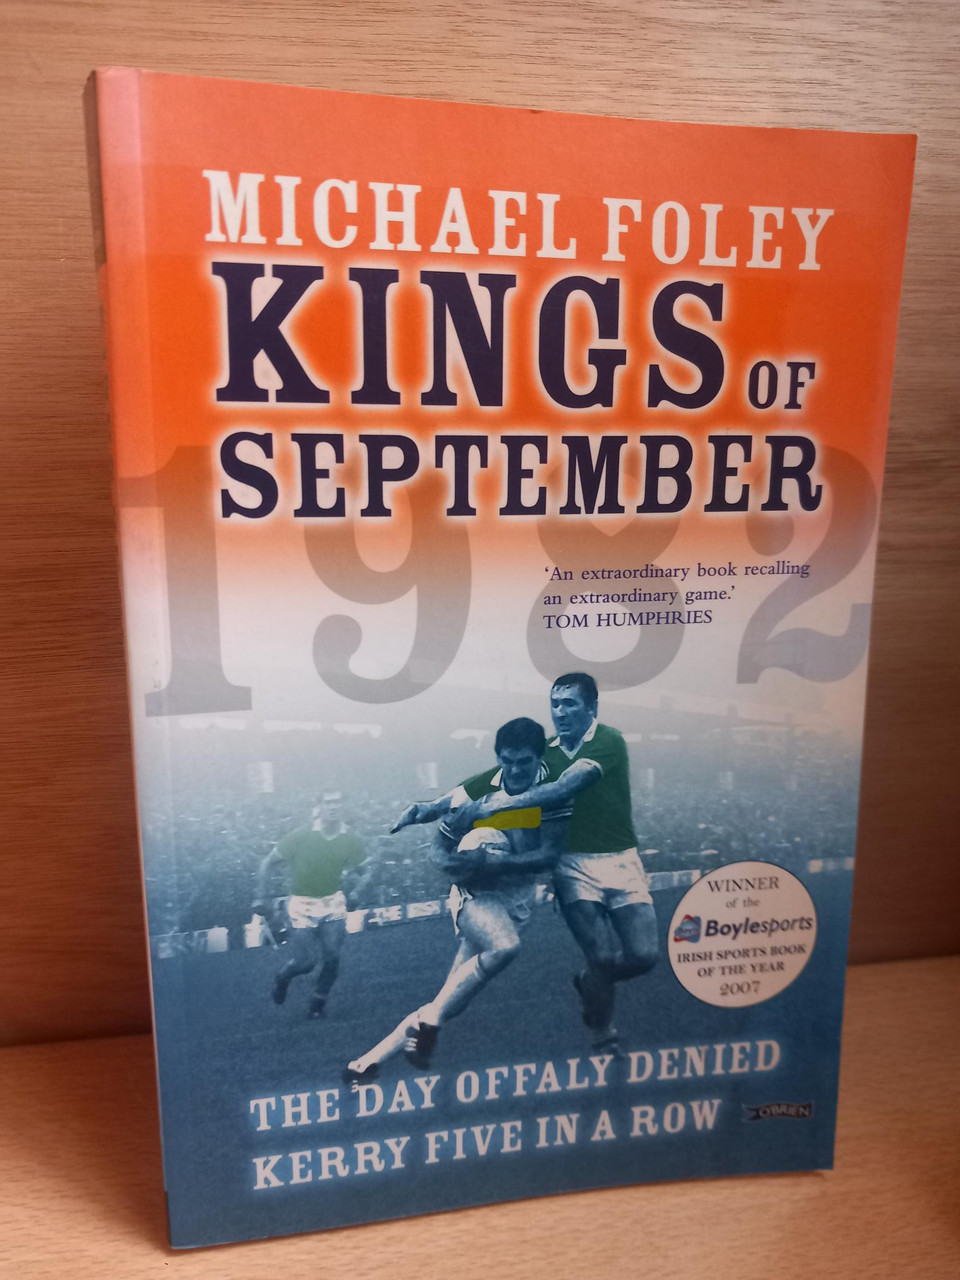 MICHAEL FOLEY
KINGS OF
SEPTEMBER
1982
'An extraordinary book recalling
an extraordinary game.'
TOM HUMPHRIES
WINNER
of the
Boylesports
IRISH SPORTS BOOK
OF THE YEAR
2007
THE DAY OFFALY DENIED
KERRY FIVE IN A ROW
O'BRIEN